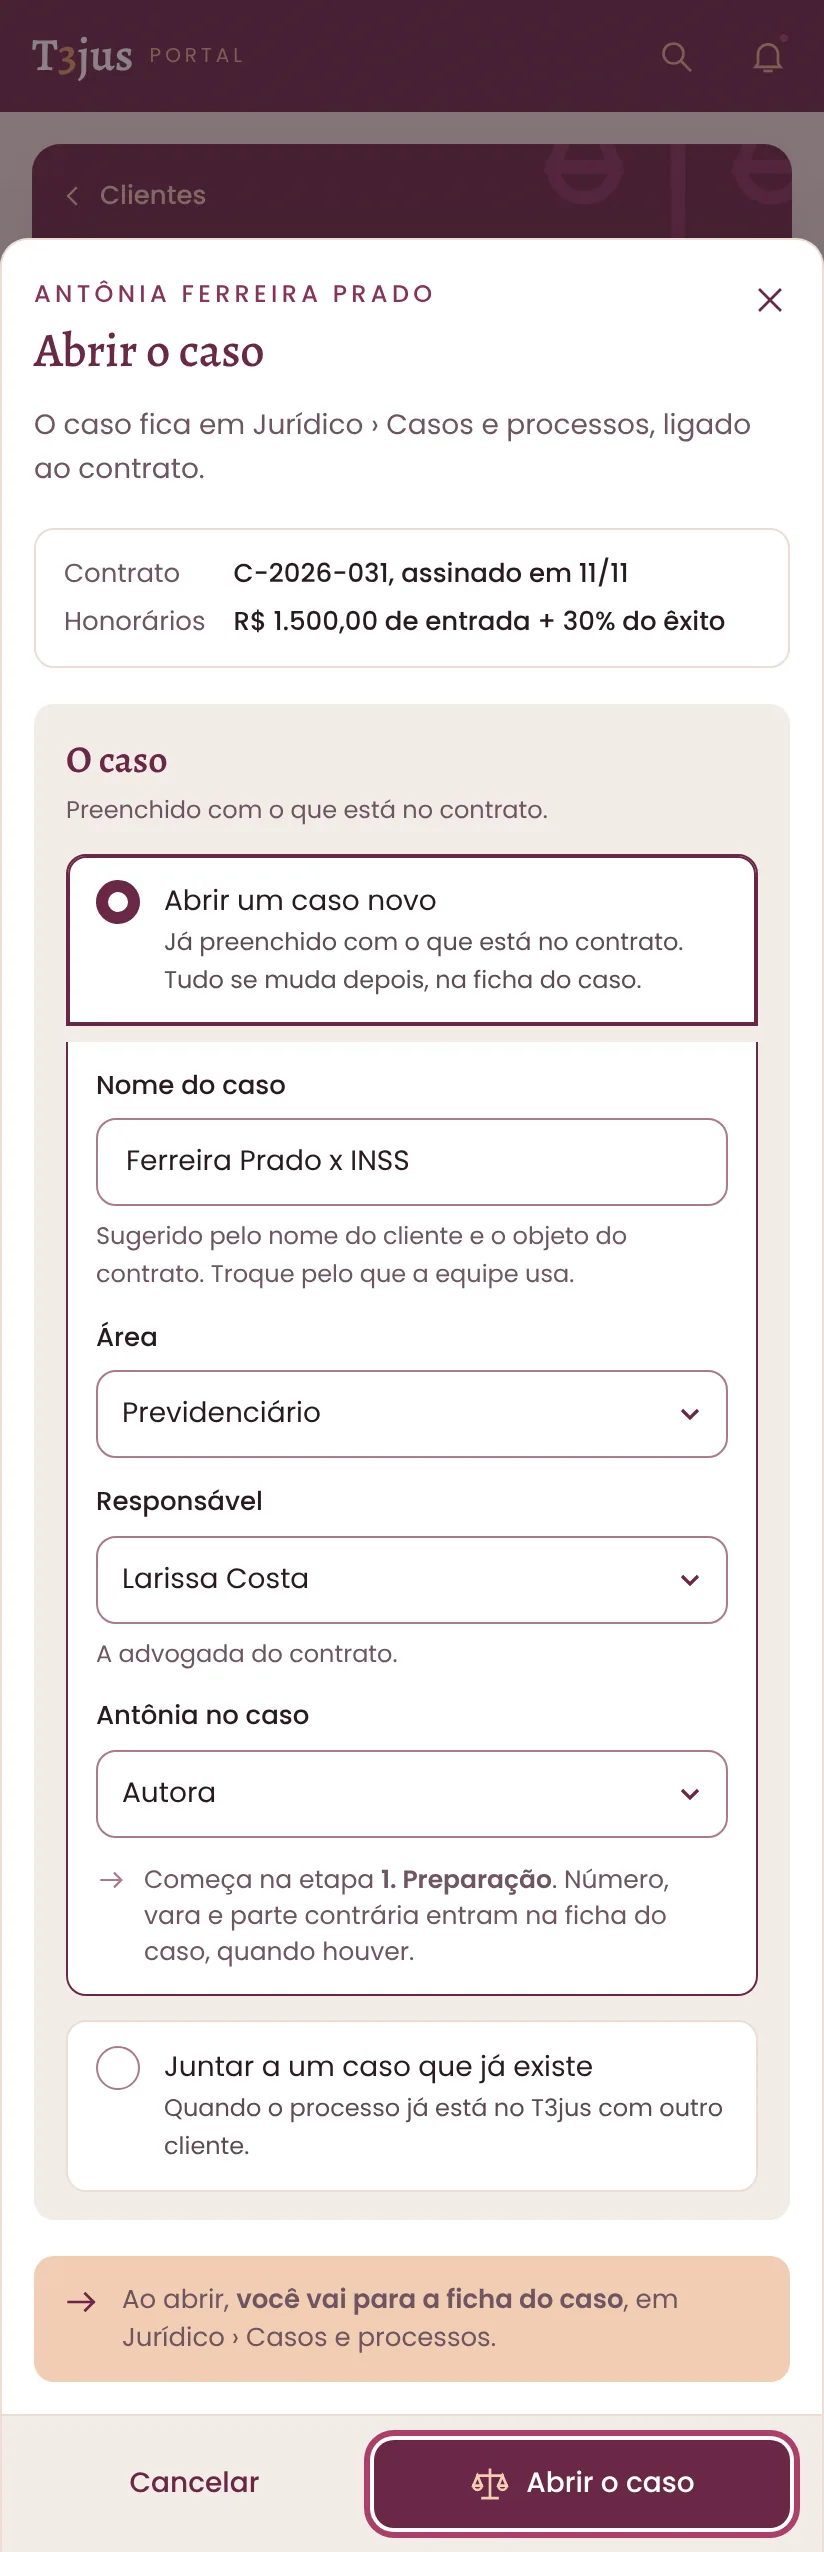 T3jus PORTAL
Clientes
ANTÔNIA FERREIRA PRADO
Abrir o caso
O caso fica em Jurídico › Casos e processos, ligado
ao contrato.
Contrato C-2026-031, assinado em 11/11
Honorários R$ 1.500,00 de entrada + 30% do êxito
O caso
Preenchido com o que está no contrato.
Abrir um caso novo
Já preenchido com o que está no contrato.
Tudo se muda depois, na ficha do caso.
Nome do caso
Ferreira Prado x INSS
Sugerido pelo nome do cliente e o objeto do
contrato. Troque pelo que a equipe usa.
Área
Previdenciário
Responsável
Larissa Costa
A advogada do contrato.
Antônia no caso
Autora
→ Começa na etapa 1. Preparação. Número,
vara e parte contrária entram na ficha do
caso, quando houver.
Juntar a um caso que já existe
Quando o processo já está no T3jus com outro
cliente.
→ Ao abrir, você vai para a ficha do caso, em
Jurídico › Casos e processos.
Cancelar
Abrir o caso